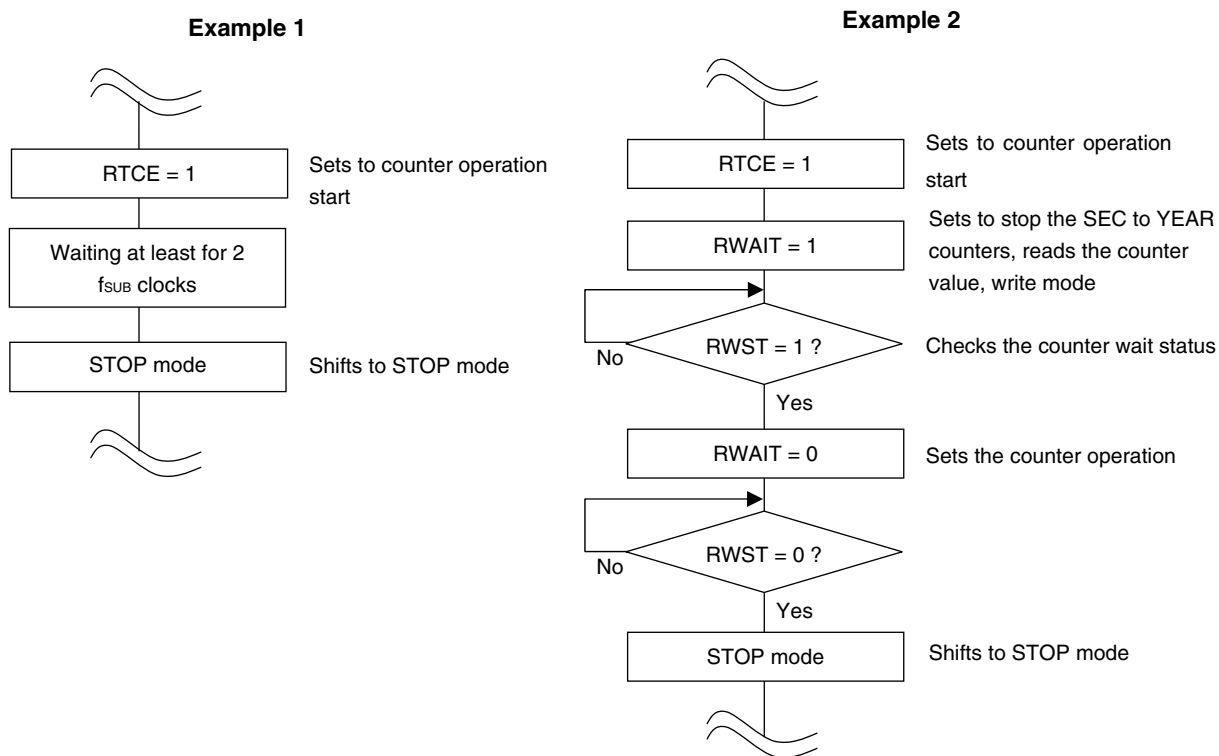 Example 1
RTCE = 1
Sets to counter operation
start
Waiting at least for 2
fSUB clocks
STOP mode
Shifts to STOP mode
Example 2
RTCE = 1
Sets to counter operation
start
RWAIT = 1
Sets to stop the SEC to YEAR
counters, reads the counter
value, write mode
RWST = 1 ?
No
Checks the counter wait status
Yes
RWAIT = 0
Sets the counter operation
RWST = 0 ?
No
Yes
STOP mode
Shifts to STOP mode